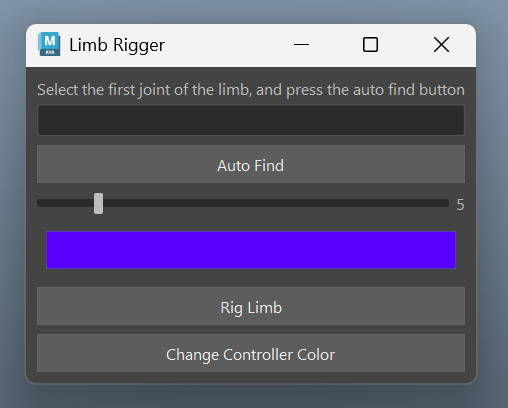 M
AYA
Limb Rigger
Select the first joint of the limb, and press the auto find button
Auto Find
5
Rig Limb
Change Controller Color